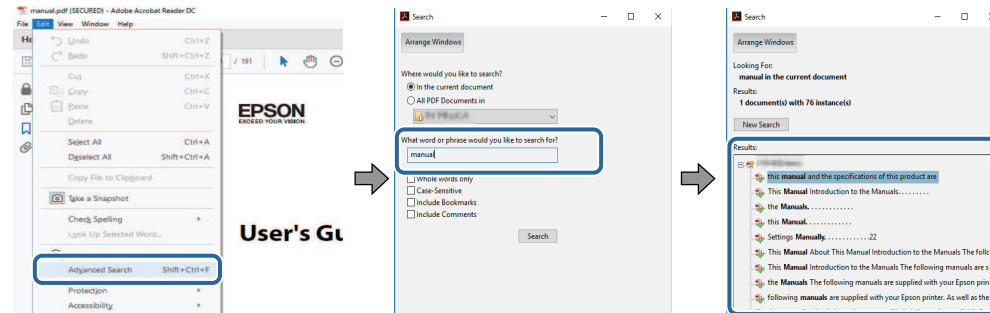 manual.pdf (SECURED) - Adobe Acrobat Reader DC
File Edit View Window Help
Undo Ctrl+Z
Redo Shift+Ctrl+Z
/ 191
Cut Ctrl+X
Copy Ctrl+C
Paste Ctrl+V
Delete
Select All Ctrl+A
Deselect All Shift+Ctrl+A
Copy File to Clipboard
Take a Snapshot
Check Spelling
Look Up Selected Word...
Advanced Search Shift+Ctrl+F
Protection
Accessibility
EPSON
EXCEED YOUR VISION
User's Gu
Search
Arrange Windows
Where would you like to search?
In the current document
All PDF Documents in
What word or phrase would you like to search for?
manual
Whole words only
Case-Sensitive
Include Bookmarks
Include Comments
Search
Search
Arrange Windows
Looking For:
manual in the current document
Results:
1 document(s) with 76 instance(s)
New Search
Results:
this manual and the specifications of this product are
This Manual Introduction to the Manuals. . . . . . . .
the Manuals. . . . . . . . . . . .
this Manual. . . . . . . . . . . .
Settings Manually. . . . . . . . . . . .22
This Manual About This Manual Introduction to the Manuals The follo
This Manual Introduction to the Manuals The following manuals are s
the Manuals The following manuals are supplied with your Epson prin
following manuals are supplied with your Epson printer. As well as the